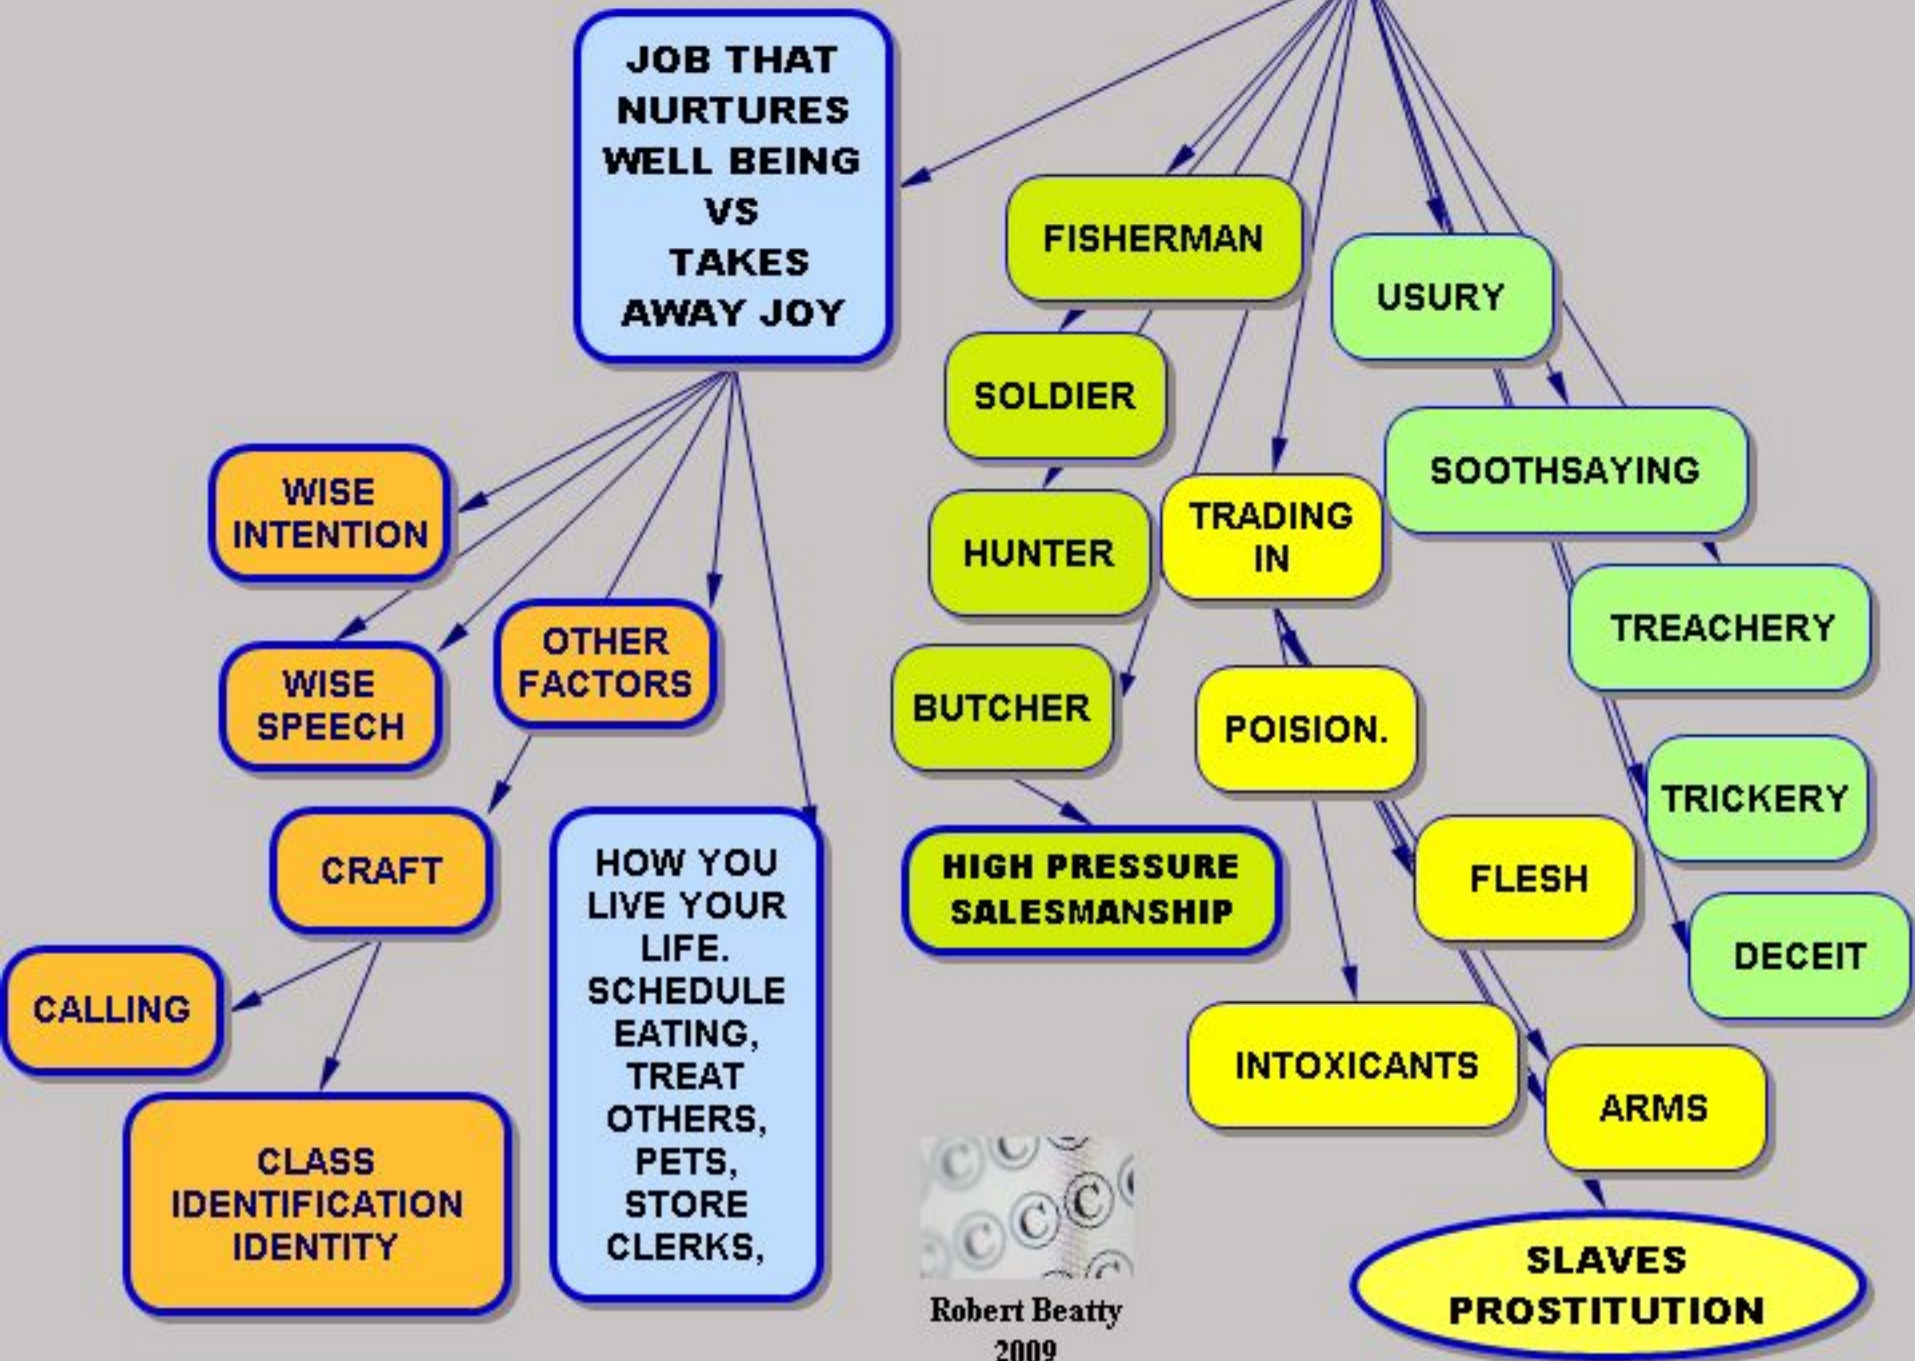 JOB THAT
NURTURES
WELL BEING
VS
TAKES
AWAY JOY
FISHERMAN
USURY
SOLDIER
SOOTHSAYING
WISE
INTENTION
TRADING
IN
HUNTER
TREACHERY
OTHER
FACTORS
WISE
SPEECH
BUTCHER
POISION.
TRICKERY
CRAFT
HOW YOU
LIVE YOUR
LIFE.
SCHEDULE
EATING,
TREAT
OTHERS,
PETS,
STORE
CLERKS,
HIGH PRESSURE
SALESMANSHIP
FLESH
DECEIT
CALLING
INTOXICANTS
ARMS
CLASS
IDENTIFICATION
IDENTITY
SLAVES
PROSTITUTION
© © © © © ©
Robert Beatty
2009